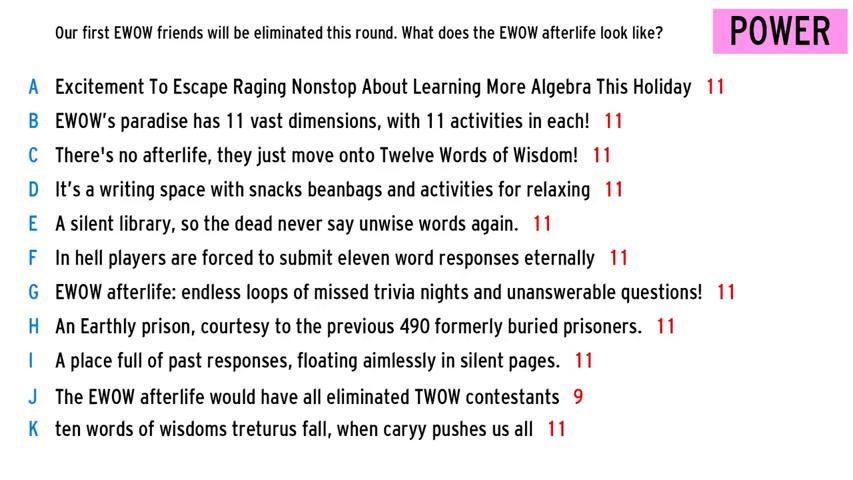 Our first EWOW friends will be eliminated this round. What does the EWOW afterlife look like?
POWER
A Excitement To Escape Raging Nonstop About Learning More Algebra This Holiday 11
B EWOW's paradise has 11 vast dimensions, with 11 activities in each! 11
C There's no afterlife, they just move onto Twelve Words of Wisdom! 11
D It's a writing space with snacks beanbags and activities for relaxing 11
E A silent library, so the dead never say unwise words again. 11
F In hell players are forced to submit eleven word responses eternally 11
G EWOW afterlife: endless loops of missed trivia nights and unanswerable questions! 11
H An Earthly prison, courtesy to the previous 490 formerly buried prisoners. 11
I A place full of past responses, floating aimlessly in silent pages. 11
J The EWOW afterlife would have all eliminated TWOW contestants 9
K ten words of wisdoms treturus fall, when caryy pushes us all 11